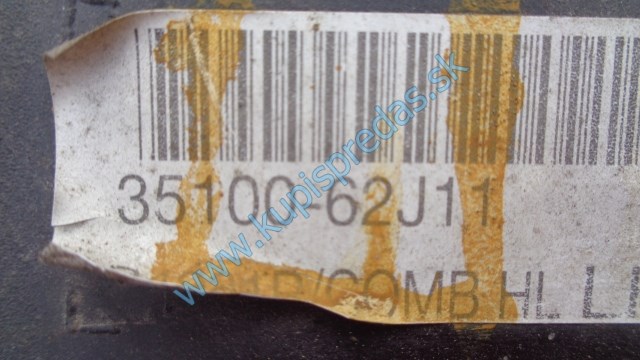 35100-62J11
COMB HL L
www.kupispredas.sk